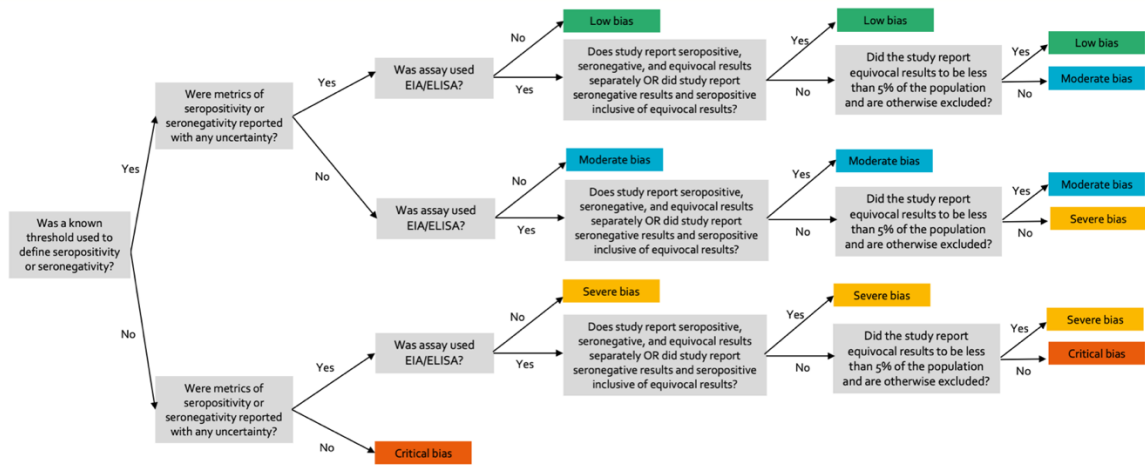 Was a known
threshold used to
define seropositivity
or seronegativity?
Yes
No
Were metrics of
seropositivity or
seronegativity reported
with any uncertainty?
Yes
No
Was assay used
EIA/ELISA?
No
Yes
Low bias
Does study report seropositive,
seronegative, and equivocal results
separately OR did study report
seronegative results and seropositive
inclusive of equivocal results?
Yes
No
Low bias
Did the study report
equivocal results to be less
than 5% of the population
and are otherwise excluded?
Yes
No
Low bias
Moderate bias
Was assay used
EIA/ELISA?
No
Yes
Moderate bias
Does study report seropositive,
seronegative, and equivocal results
separately OR did study report
seronegative results and seropositive
inclusive of equivocal results?
Yes
No
Moderate bias
Did the study report
equivocal results to be less
than 5% of the population
and are otherwise excluded?
Yes
No
Moderate bias
Severe bias
Were metrics of
seropositivity or
seronegativity reported
with any uncertainty?
Yes
No
Was assay used
EIA/ELISA?
No
Yes
Severe bias
Does study report seropositive,
seronegative, and equivocal results
separately OR did study report
seronegative results and seropositive
inclusive of equivocal results?
Yes
No
Severe bias
Did the study report
equivocal results to be less
than 5% of the population
and are otherwise excluded?
Yes
No
Severe bias
Critical bias
Critical bias